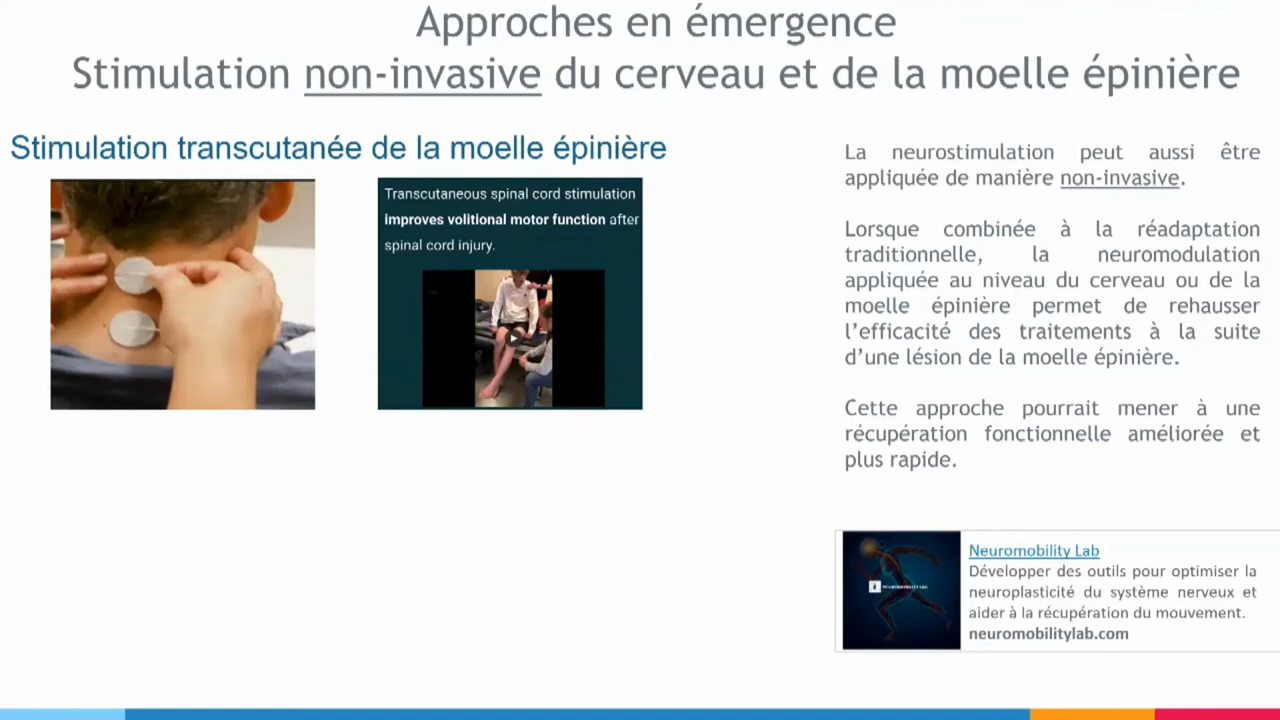 Approches en émergence
Stimulation non-invasive du cerveau et de la moelle épinière
Stimulation transcutanée de la moelle épinière
Transcutaneous spinal cord stimulation
improves volitional motor function after
spinal cord injury.
La neurostimulation peut aussi être
appliquée de manière non-invasive.
Lorsque combinée à la réadaptation
traditionnelle, la neuromodulation
appliquée au niveau du cerveau ou de la
moelle épinière permet de rehausser
l’efficacité des traitements à la suite
d’une lésion de la moelle épinière.
Cette approche pourrait mener à une
récupération fonctionnelle améliorée et
plus rapide.
NEUROMOBILITY LAB
Neuromobility Lab
Développer des outils pour optimiser la
neuroplasticité du système nerveux et
aider à la récupération du mouvement.
neuromobilitylab.com